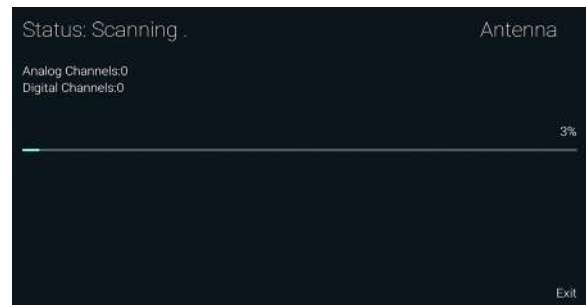 Status: Scanning .
Antenna
Analog Channels:0
Digital Channels:0
3%
Exit